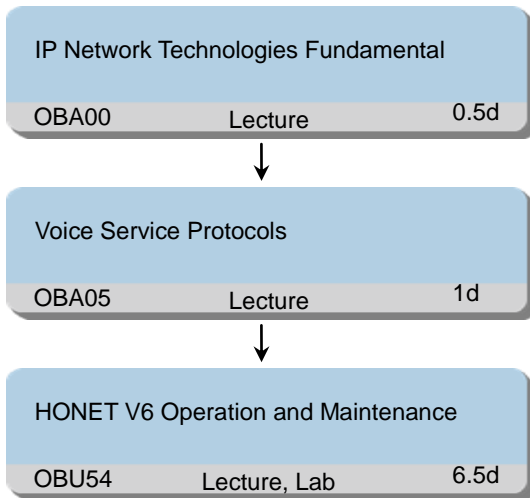 IP Network Technologies Fundamental
OBA00 Lecture 0.5d
Voice Service Protocols
OBA05 Lecture 1d
HONET V6 Operation and Maintenance
OBU54 Lecture, Lab 6.5d